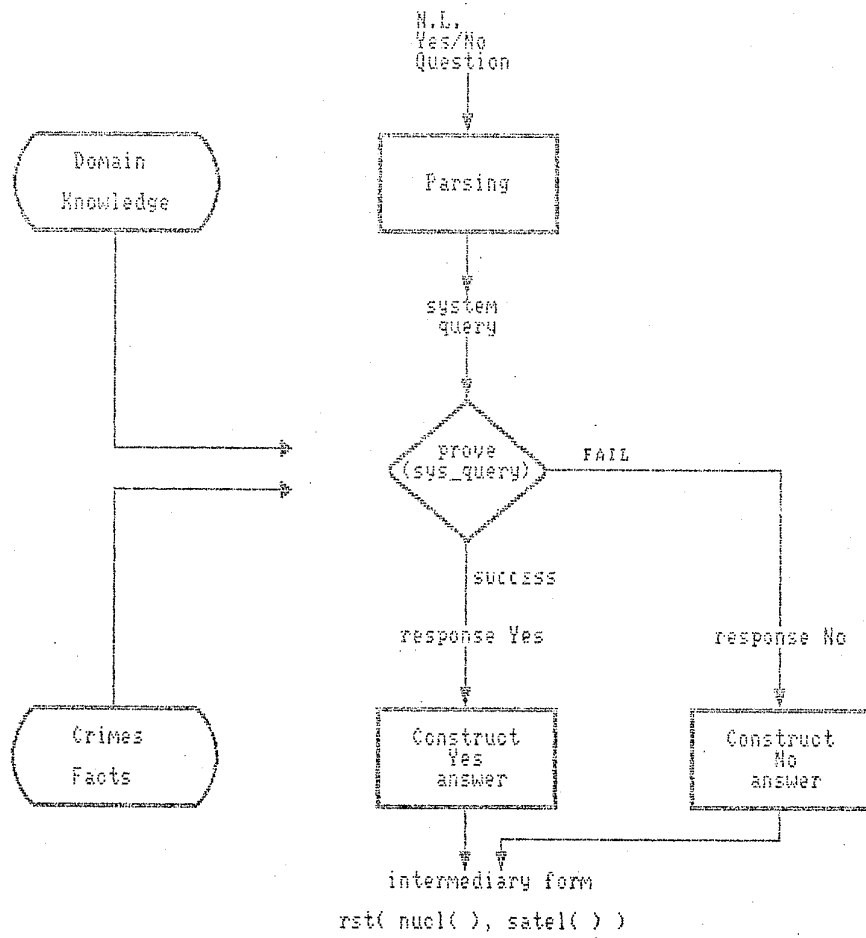 N.L.
Yes/No
Question
Domain
Knowledge
Parsing
system
query
prove
(sys_query)
FAIL
success
response Yes
response No
Crimes
Facts
Construct
Yes
answer
Construct
No
answer
intermediary form
rst( nucl( ), satel( ) )